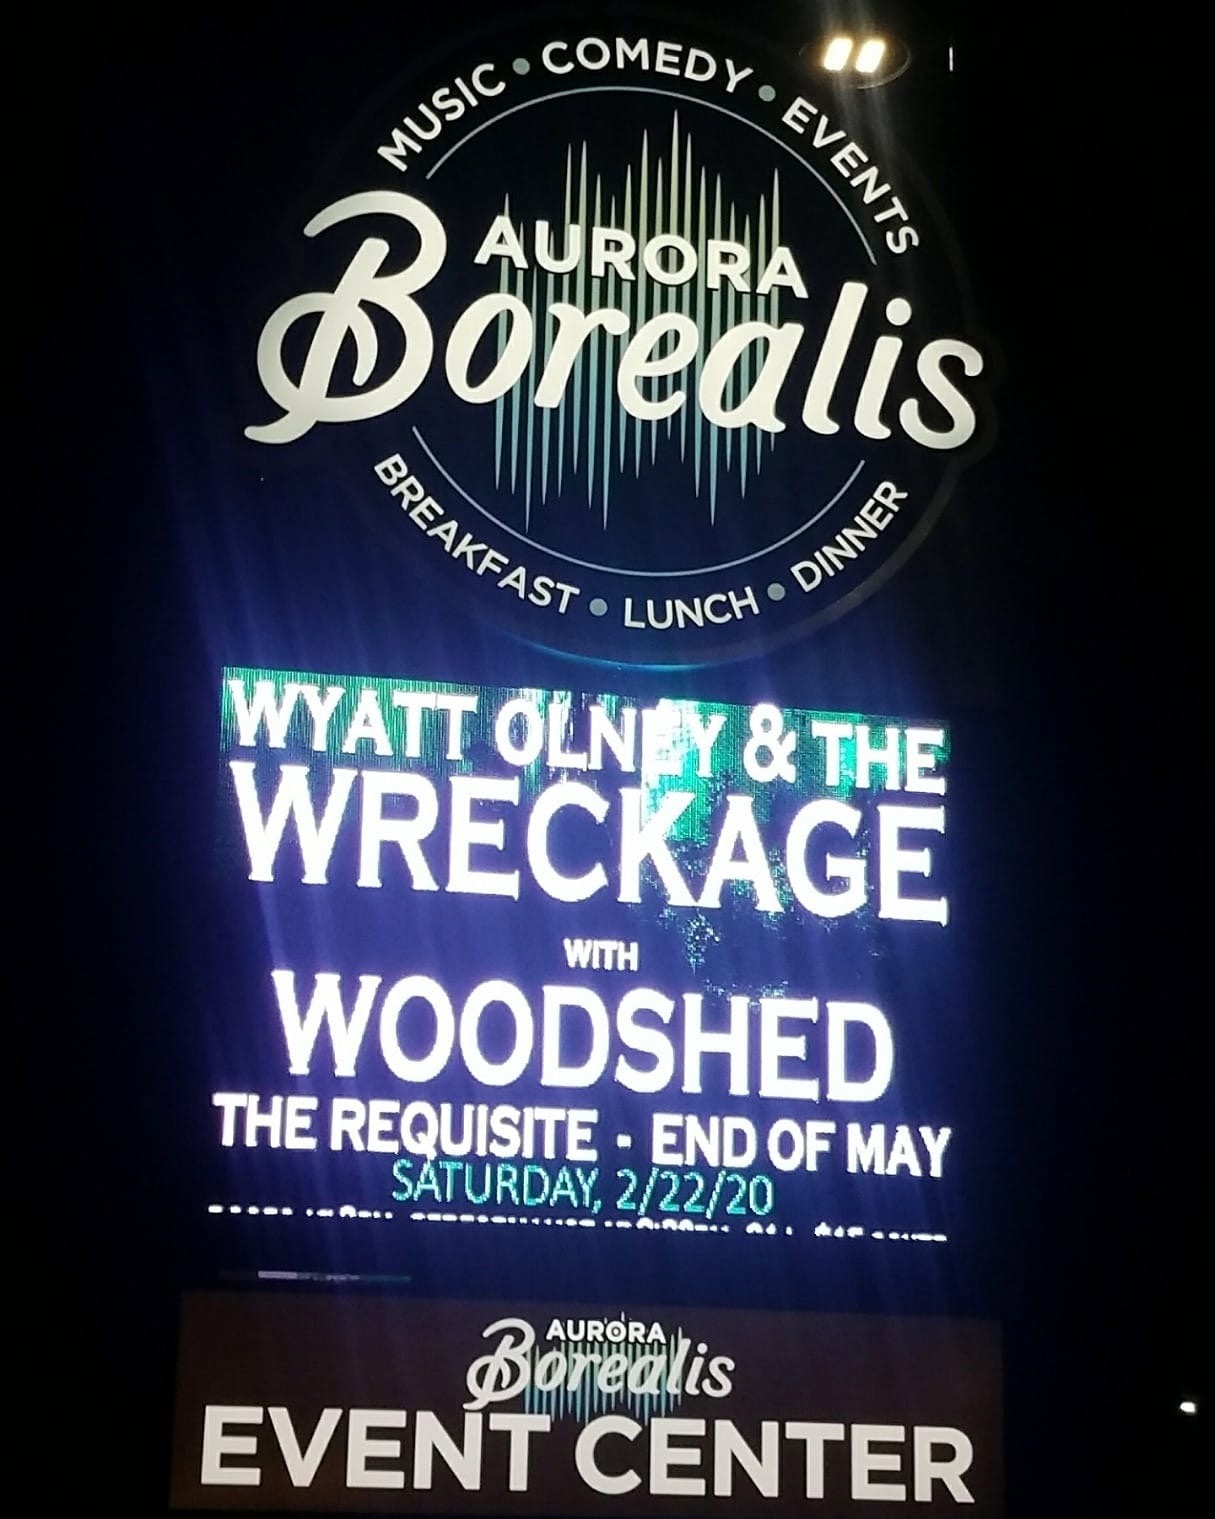 MUSIC • COMEDY • EVENTS
AURORA
Borealis
BREAKFAST • LUNCH • DINNER
WYATT OLNEY & THE
WRECKAGE
WITH
WOODSHED
THE REQUISITE - END OF MAY
SATURDAY, 2/22/20
AURORA
Borealis
EVENT CENTER